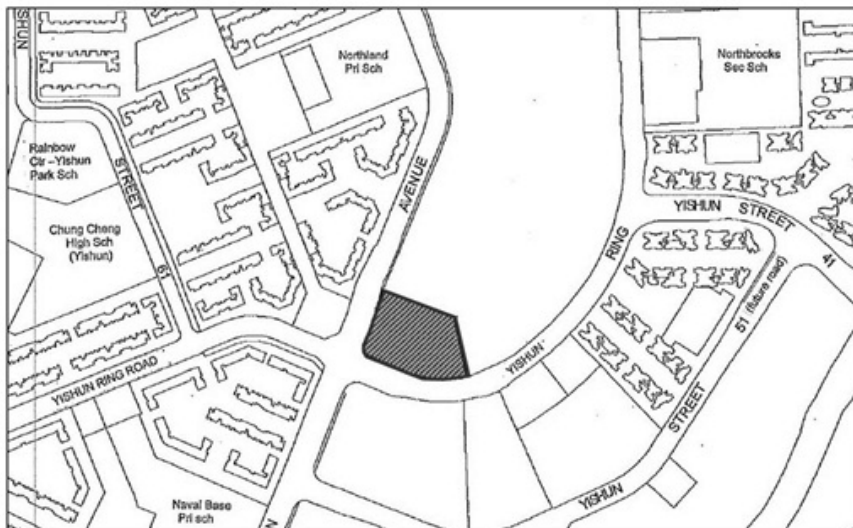 ISHUN
Northland
Pri Sch
Northbrooks
Sec Sch
Rainbow
Ctr –Yishun
Park Sch
STREET
AVENUE
YISHUN
STREET
Chung Cheng
High Sch
(Yishun)
61
RING
41
51 (future road)
YISHUN
YISHUN RING ROAD
STREET
YISHUN
Naval Base
Pri sch
N